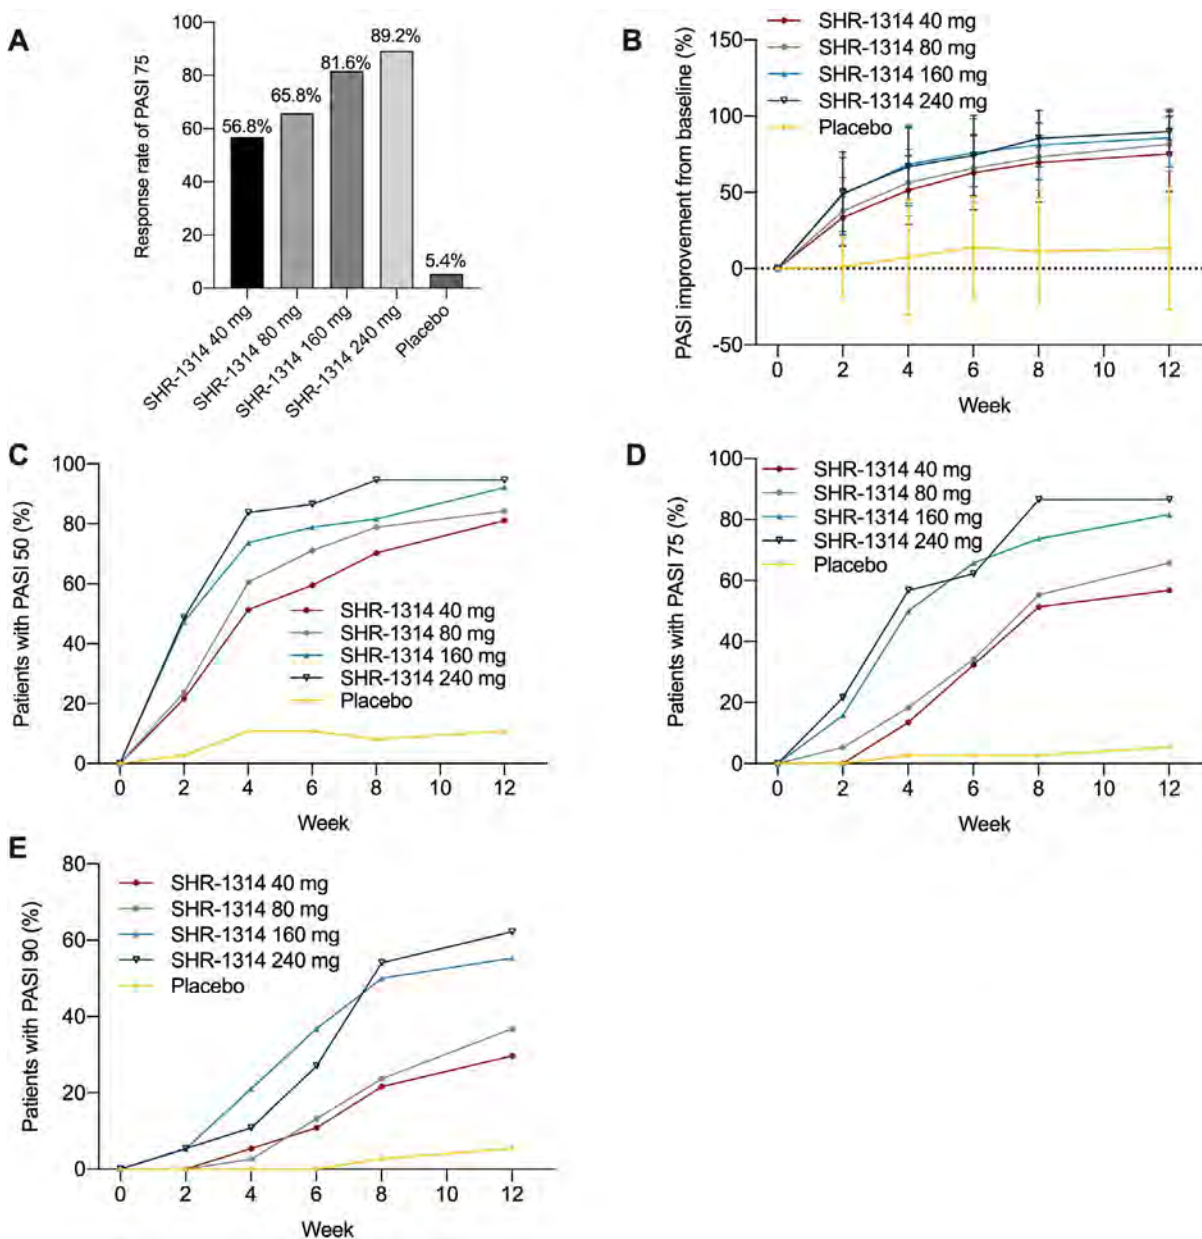 A
Response rate of PASI 75
100
80
60
40
20
0
56.8%
65.8%
81.6%
89.2%
5.4%
SHR-1314 40 mg
SHR-1314 80 mg
SHR-1314 160 mg
SHR-1314 240 mg
Placebo
B
PASI improvement from baseline (%)
150
100
50
0
-50
SHR-1314 40 mg
SHR-1314 80 mg
SHR-1314 160 mg
SHR-1314 240 mg
Placebo
0 2 4 6 8 10 12
Week
C
Patients with PASI 50 (%)
100
80
60
40
20
0
SHR-1314 40 mg
SHR-1314 80 mg
SHR-1314 160 mg
SHR-1314 240 mg
Placebo
0 2 4 6 8 10 12
Week
D
Patients with PASI 75 (%)
100
80
60
40
20
0
SHR-1314 40 mg
SHR-1314 80 mg
SHR-1314 160 mg
SHR-1314 240 mg
Placebo
0 2 4 6 8 10 12
Week
E
Patients with PASI 90 (%)
80
60
40
20
0
SHR-1314 40 mg
SHR-1314 80 mg
SHR-1314 160 mg
SHR-1314 240 mg
Placebo
0 2 4 6 8 10 12
Week